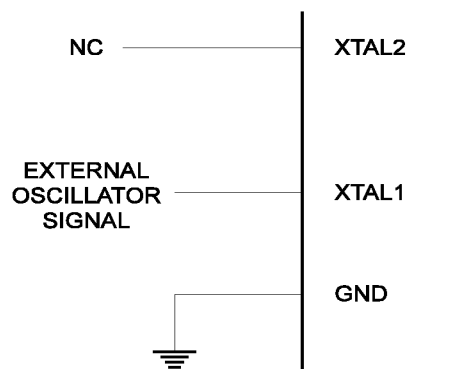 NC
XTAL2
EXTERNAL
OSCILLATOR
SIGNAL
XTAL1
GND